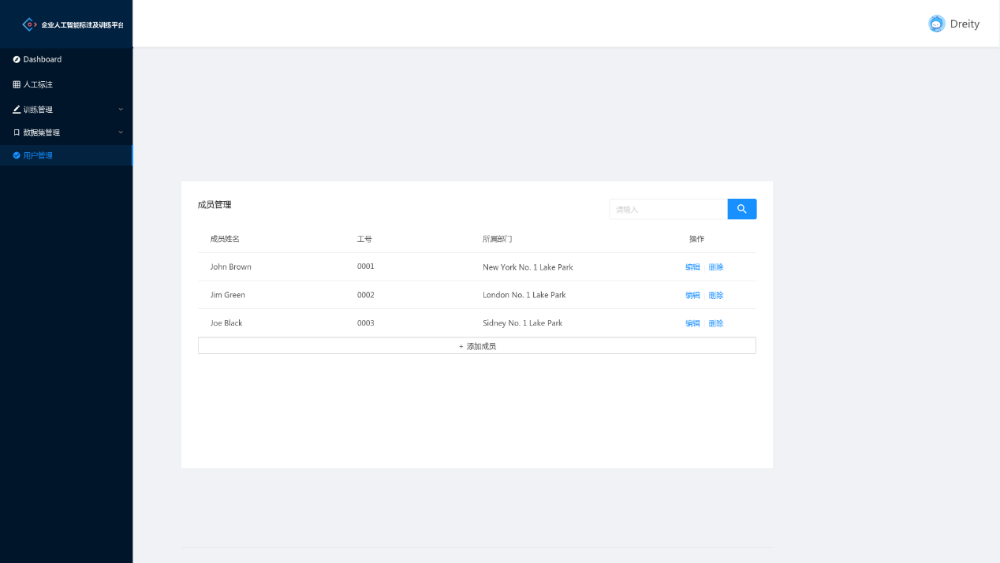 企业人工智能标注及训练平台
Dreity
Dashboard
人工标注
训练管理
数据集管理
用户管理
成员管理
请输入
成员姓名 工号 所属部门 操作
John Brown 0001 New York No. 1 Lake Park 编辑 删除
Jim Green 0002 London No. 1 Lake Park 编辑 删除
Joe Black 0003 Sidney No. 1 Lake Park 编辑 删除
+ 添加成员